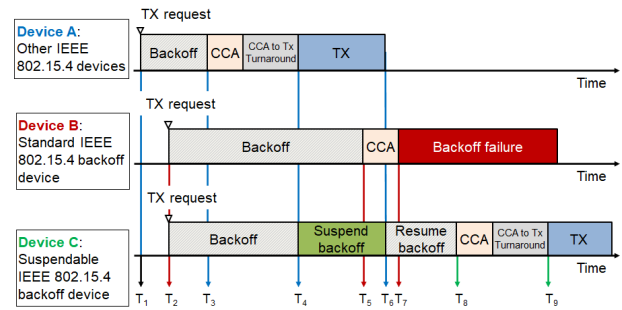 TX request
Device A:
Other IEEE
802.15.4 devices
Backoff
CCA
CCA to Tx
Turnaround
TX
Time
TX request
Device B:
Standard IEEE
802.15.4 backoff
device
Backoff
CCA
Backoff failure
Time
TX request
Device C:
Suspendable
IEEE 802.15.4
backoff device
Backoff
Suspend
backoff
Resume
backoff
CCA
CCA to Tx
Turnaround
TX
Time
T1 T2 T3 T4 T5 T6 T7 T8 T9